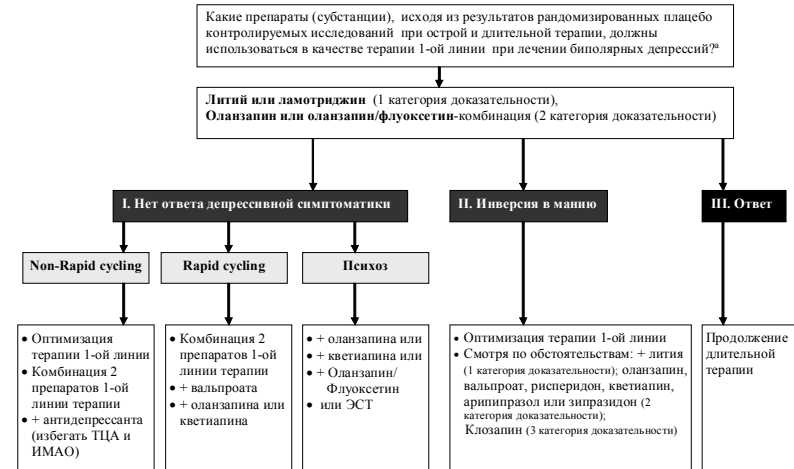 Какие препараты (субстанции), исходя из результатов рандомизированных плацебо
контролируемых исследований при острой и длительной терапии, должны
использоваться в качестве терапии 1-ой линии при лечении биполярных депрессий?ª
Литий или ламотриджин (1 категория доказательности),
Оланзапин или оланзапин/флуоксетин-комбинация (2 категория доказательности)
I. Нет ответа депрессивной симптоматики
II. Инверсия в манию
III. Ответ
Non-Rapid cycling
Rapid cycling
Психоз
• Оптимизация
терапии 1-ой линии
• Комбинация 2
препаратов 1-ой
линии терапии
• + антидепрессанта
(избегать ТЦА и
ИМАО)
• Комбинация 2
препаратов 1-ой
линии терапии
• + вальпроата
• + оланзапина или
кветиапина
• + оланзапина или
• + кветиапина или
• + Оланзапин/
Флуоксетин
• или ЭСТ
• Оптимизация терапии 1-ой линии
• Смотря по обстоятельствам: + лития
(1 категория доказательности); оланзапин,
вальпроат, рисперидон, кветиапин,
арипипразол или зипразидон (2
категория доказательности);
Клозапин (3 категория доказательности)
Продолжение
длительной
терапии